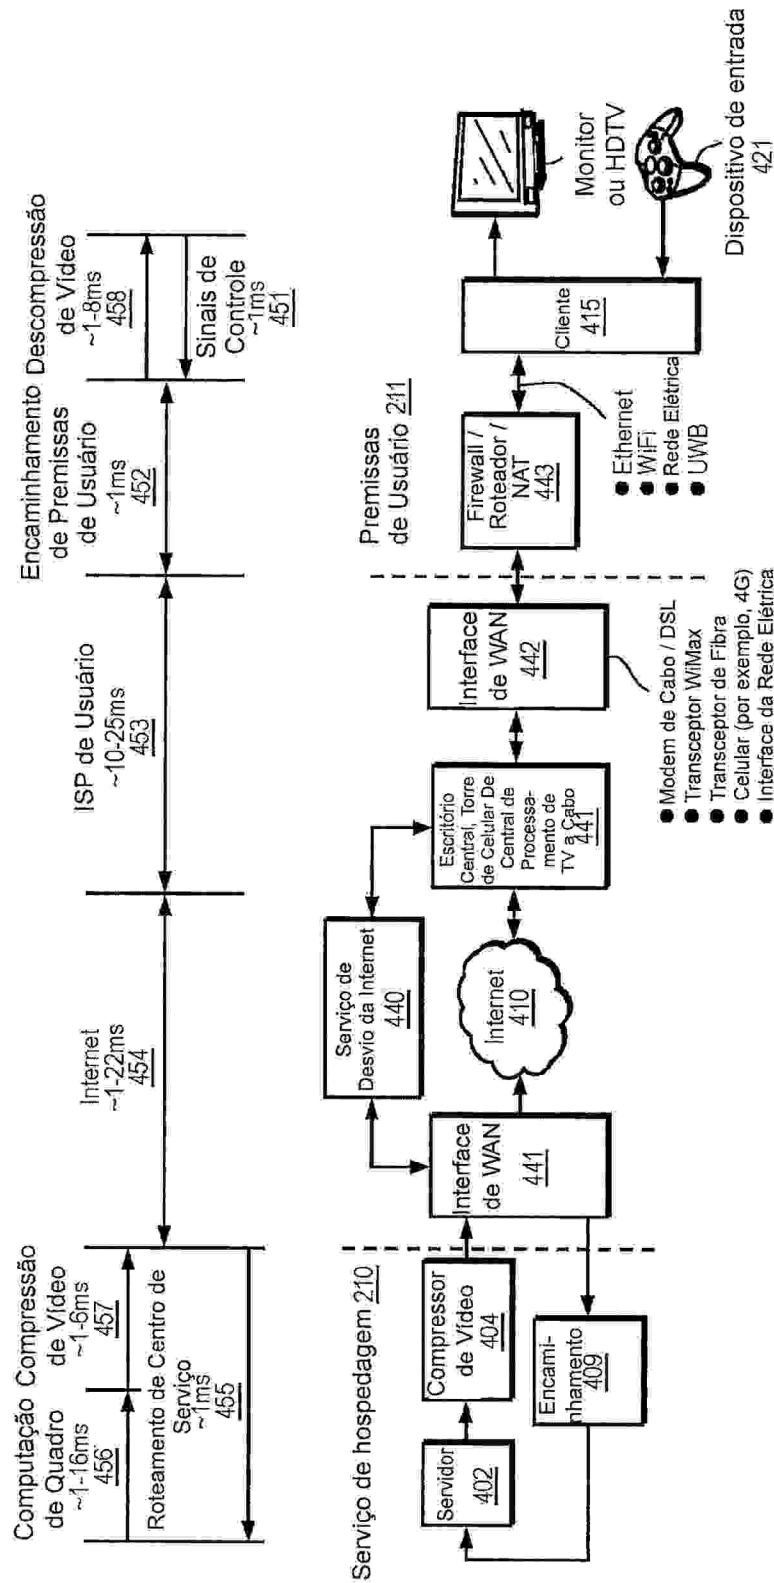 Computação
de Quadro
~1-16ms
456
Compressão
de Vídeo
~1-6ms
457
Roteamento de Centro de
Serviço
~1ms
455
Internet
~1-22ms
454
ISP de Usuário
~10-25ms
453
Encaminhamento
de Premissas
de Usuário
~1ms
452
Descompressão
de Vídeo
~1-8ms
458
Sinais de
Controle
~1ms
451
Serviço de hospedagem 210
Servidor
402
Compressor
de Vídeo
404
Encami-
nhamento
409
Interface
de WAN
441
Serviço de
Desvio da Internet
440
Internet
410
Escritório
Central, Torre
de Celular De
Central de
Processa-
mento de
TV a Cabo
441
Interface
de WAN
442
● Modem de Cabo / DSL
● Transceptor WiMax
● Transceptor de Fibra
● Celular (por exemplo, 4G)
● Interface da Rede Elétrica
Premissas
de Usuário 211
Firewall /
Roteador /
NAT
443
● Ethernet
● WiFi
● Rede Elétrica
● UWB
Cliente
415
Monitor
ou HDTV
Dispositivo de entrada
421